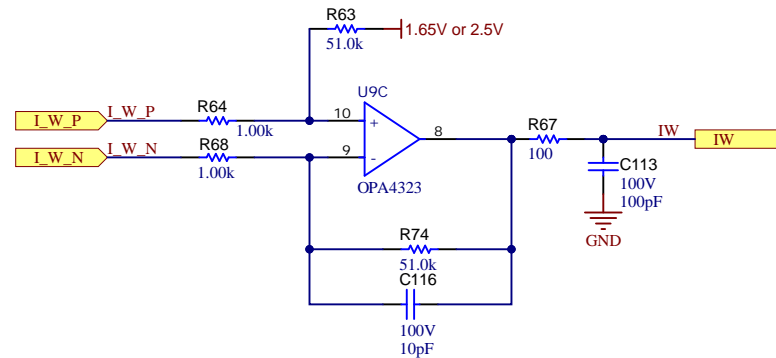 R63
51.0k
1.65V or 2.5V
U9C
I_W_P
I_W_P
R64
1.00k
10
+
8
R67
100
IW
IW
I_W_N
I_W_N
R68
1.00k
9
-
OPA4323
C113
100V
100pF
GND
R74
51.0k
C116
100V
10pF